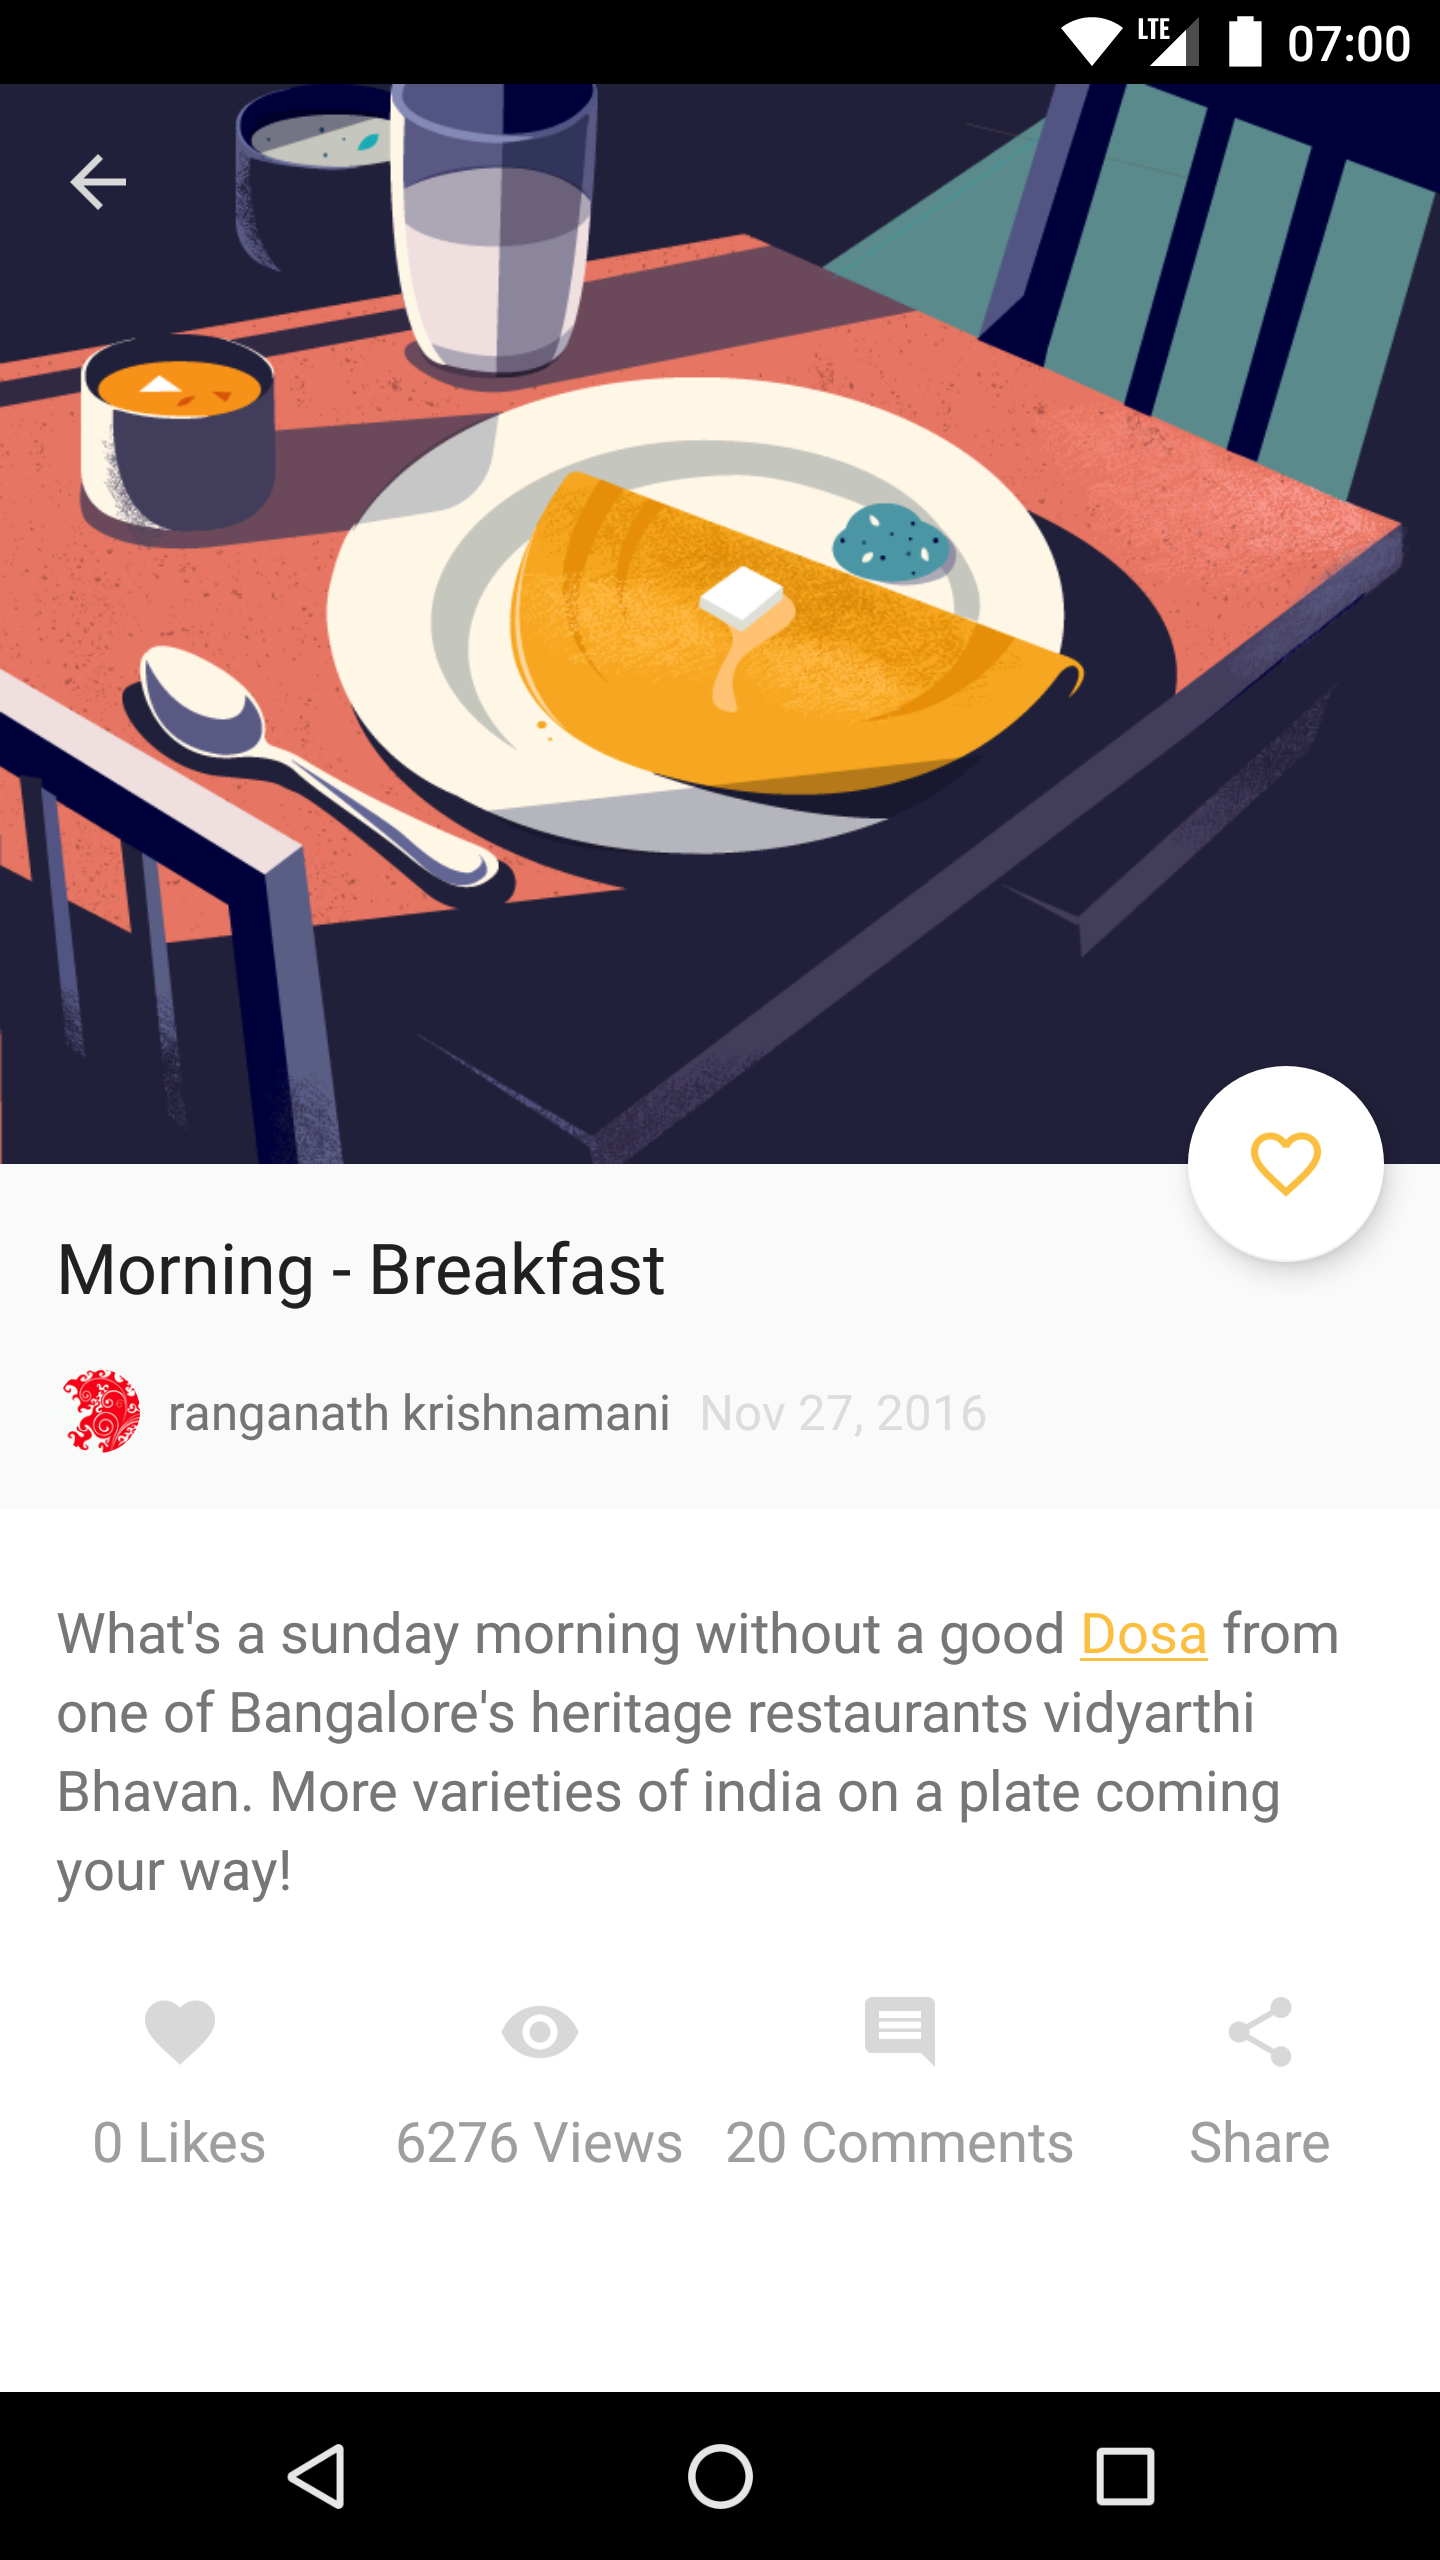 LTE 07:00
Morning - Breakfast
ranganath krishnamani Nov 27, 2016
What's a sunday morning without a good Dosa from
one of Bangalore's heritage restaurants vidyarthi
Bhavan. More varieties of india on a plate coming
your way!
0 Likes 6276 Views 20 Comments Share